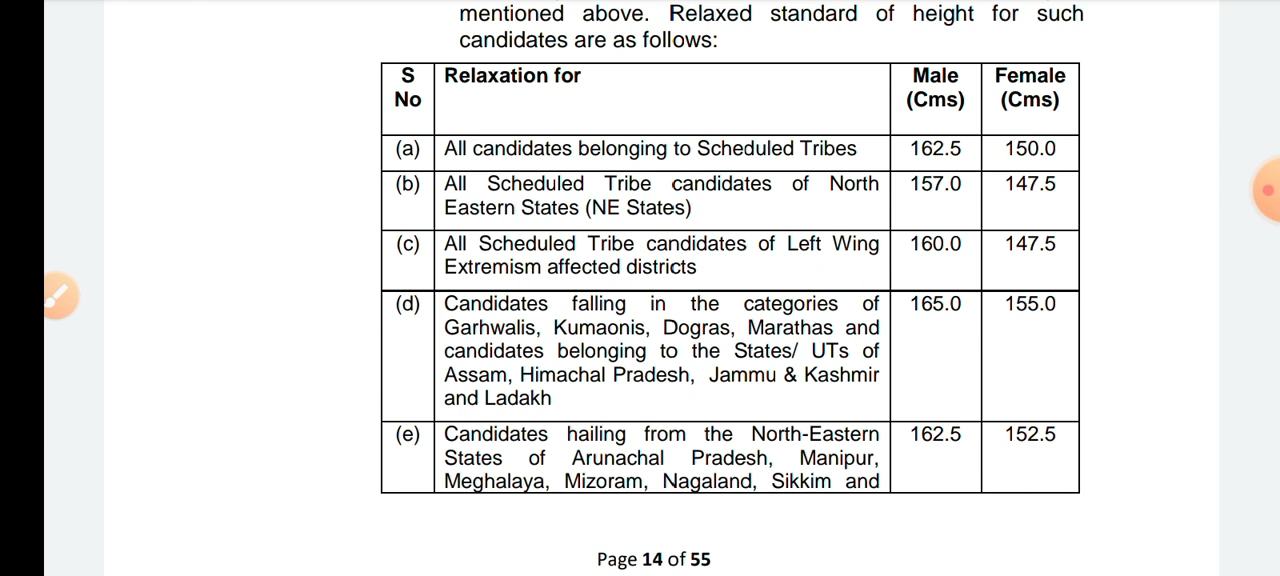 mentioned above. Relaxed standard of height for such
candidates are as follows:
S No Relaxation for Male (Cms) Female (Cms)
(a) All candidates belonging to Scheduled Tribes 162.5 150.0
(b) All Scheduled Tribe candidates of North 157.0 147.5
Eastern States (NE States)
(c) All Scheduled Tribe candidates of Left Wing 160.0 147.5
Extremism affected districts
(d) Candidates falling in the categories of 165.0 155.0
Garhwalis, Kumaonis, Dogras, Marathas and
candidates belonging to the States/ UTs of
Assam, Himachal Pradesh, Jammu & Kashmir
and Ladakh
(e) Candidates hailing from the North-Eastern 162.5 152.5
States of Arunachal Pradesh, Manipur,
Meghalaya, Mizoram, Nagaland, Sikkim and
Page 14 of 55